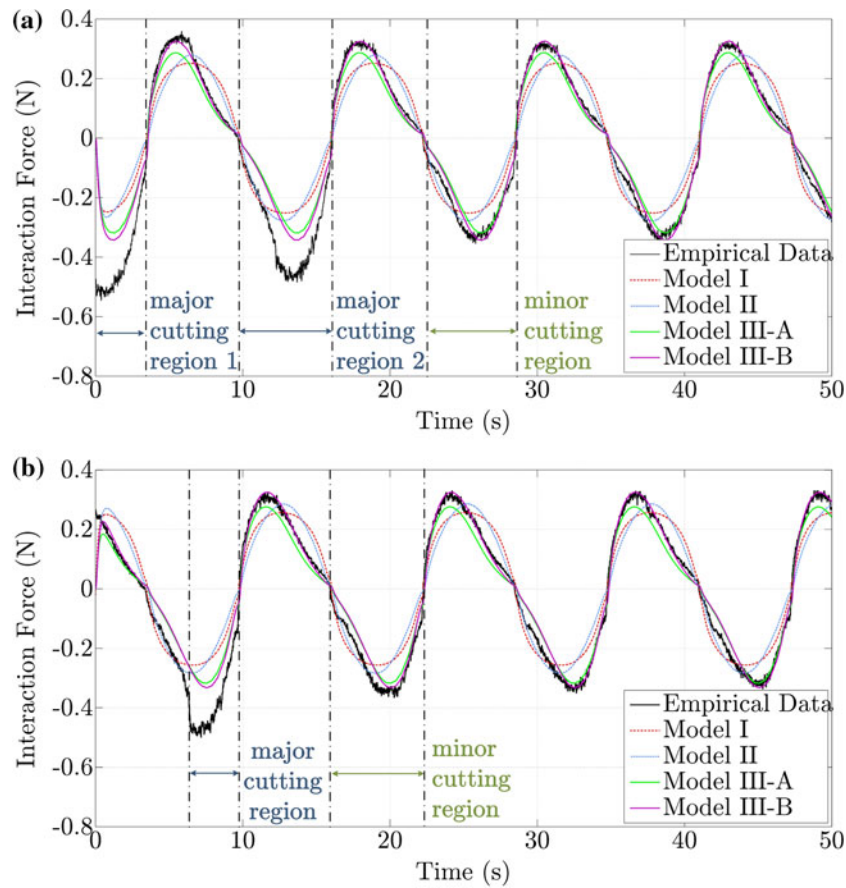 (a)
0.4
0.2
0
-0.2
-0.4
-0.6
-0.8
Interaction Force (N)
major cutting region 1
major cutting region 2
minor cutting region
Empirical Data
Model I
Model II
Model III-A
Model III-B
0 10 20 30 40 50
Time (s)
(b)
0.4
0.2
0
-0.2
-0.4
-0.6
-0.8
Interaction Force (N)
major cutting region
minor cutting region
Empirical Data
Model I
Model II
Model III-A
Model III-B
0 10 20 30 40 50
Time (s)